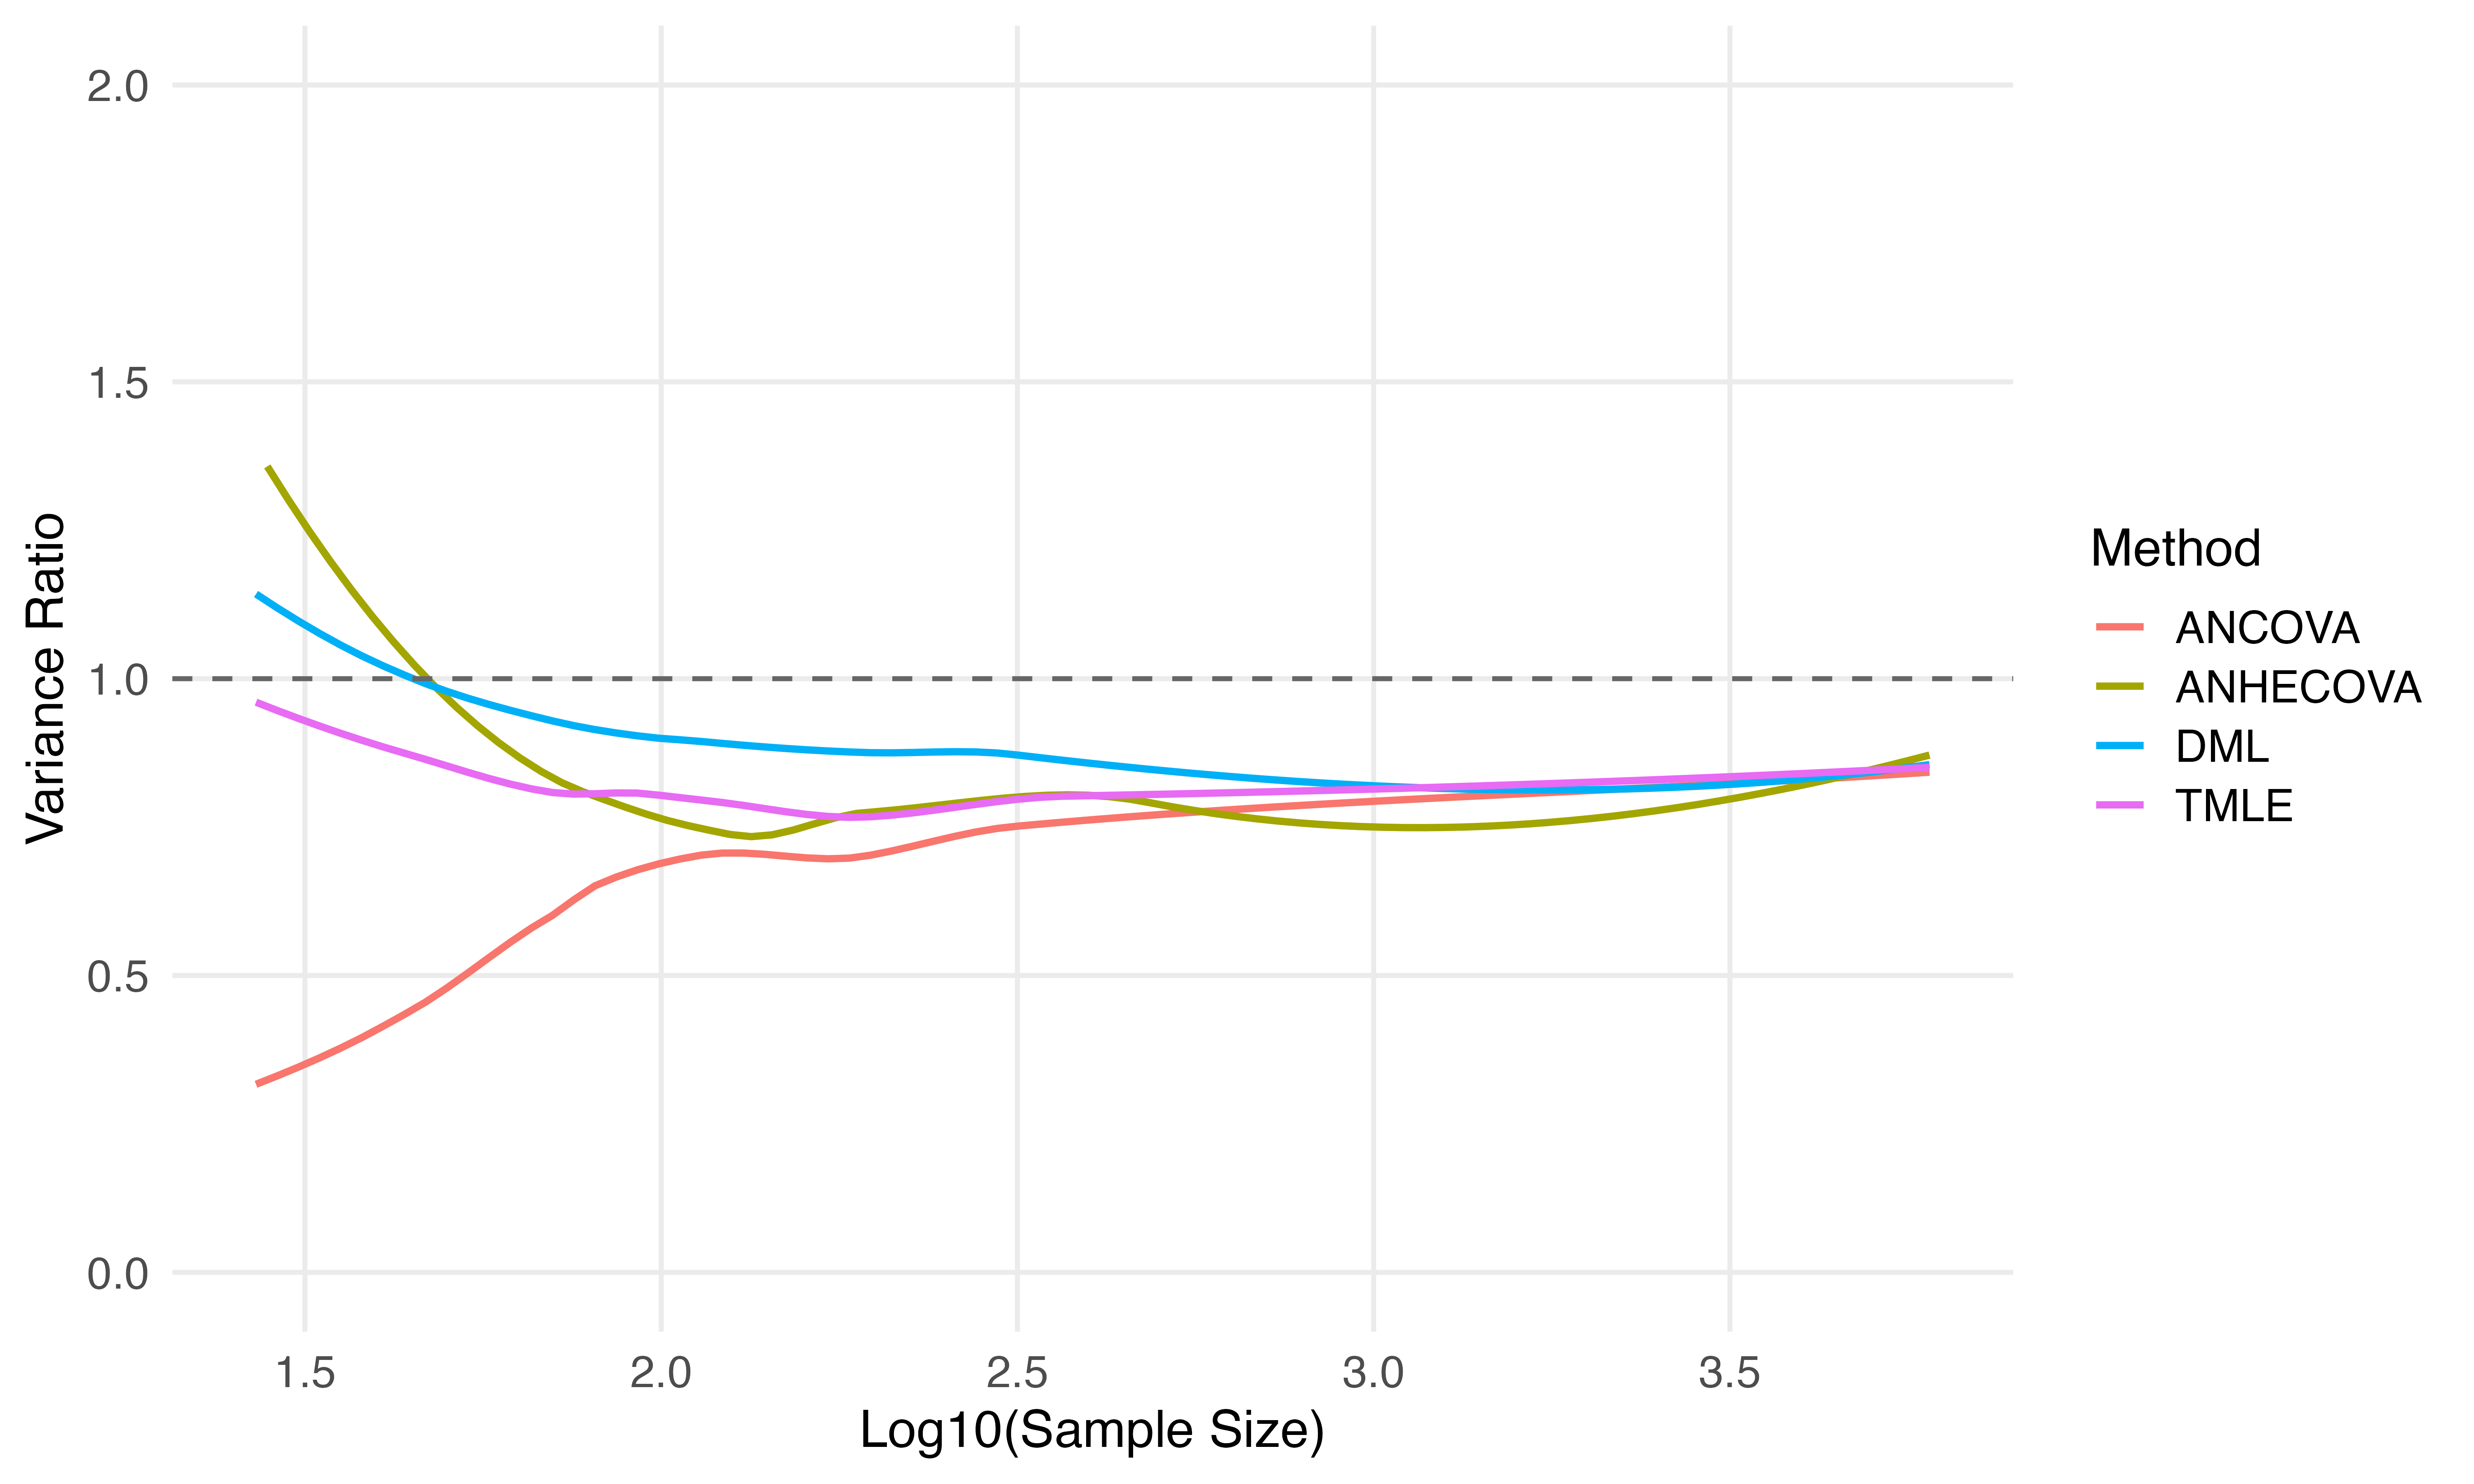 2.0
1.5
1.0
0.5
0.0
Variance Ratio
1.5 2.0 2.5 3.0 3.5
Log10(Sample Size)
Method
ANCOVA
ANHECOVA
DML
TMLE